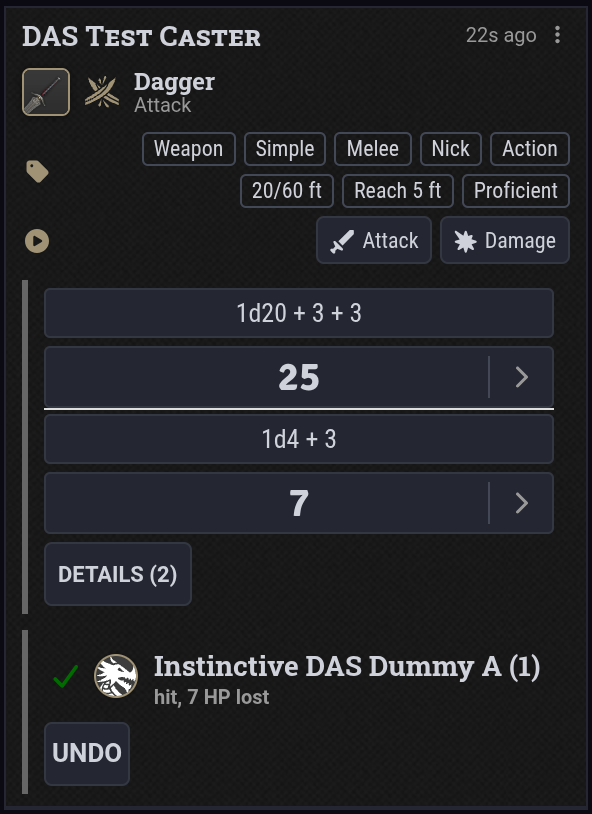 DAS Test Caster 22s ago
Dagger
Attack
Weapon Simple Melee Nick Action
20/60 ft Reach 5 ft Proficient
Attack Damage
1d20 + 3 + 3
25
1d4 + 3
7
DETAILS (2)
Instinctive DAS Dummy A (1)
hit, 7 HP lost
UNDO